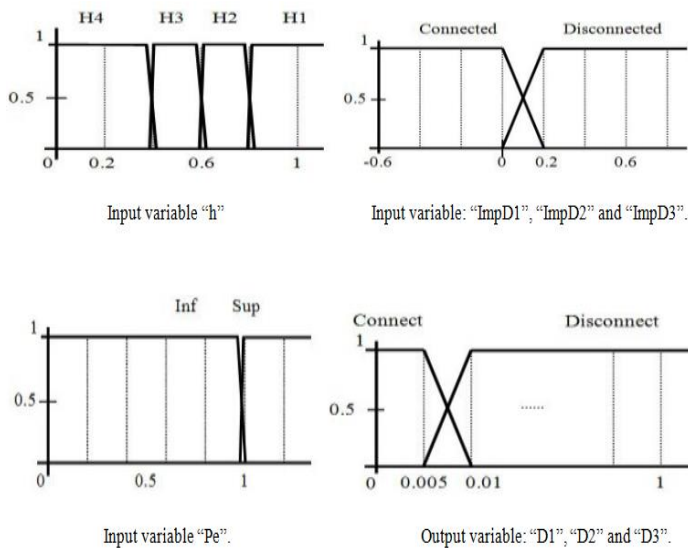 H4 H3 H2 H1
1
0.5
0 0.2 0.6 1
Input variable “h”
Connected Disconnected
1
0.5
-0.6 0 0.2 0.6
Input variable: “ImpD1”, “ImpD2” and “ImpD3”.
Inf Sup
1
0.5
0 0.5 1
Input variable “Pe”.
Connect Disconnect
1
0.5
......
0 0.005 0.01 1
Output variable: “D1”, “D2” and “D3”.